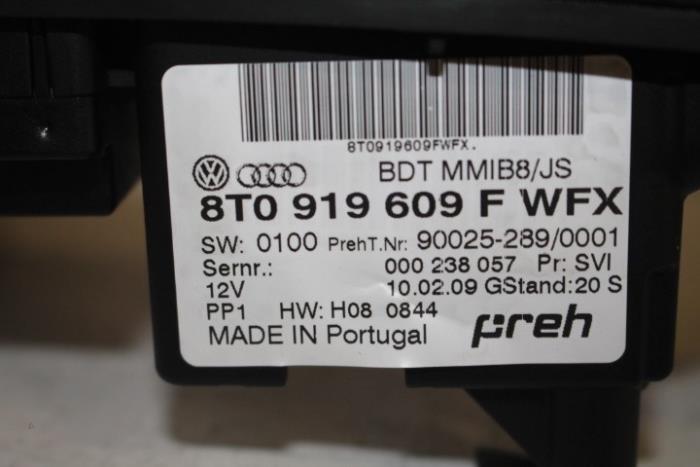 8T0919609FWFX.
BDT MMIB8/JS
8T0 919 609 F WFX
SW: 0100 PrehT.Nr: 90025-289/0001
Sernr.: 000 238 057 Pr: SVI
12V 10.02.09 GStand:20 S
PP1 HW: H08 0844
MADE IN Portugal preh